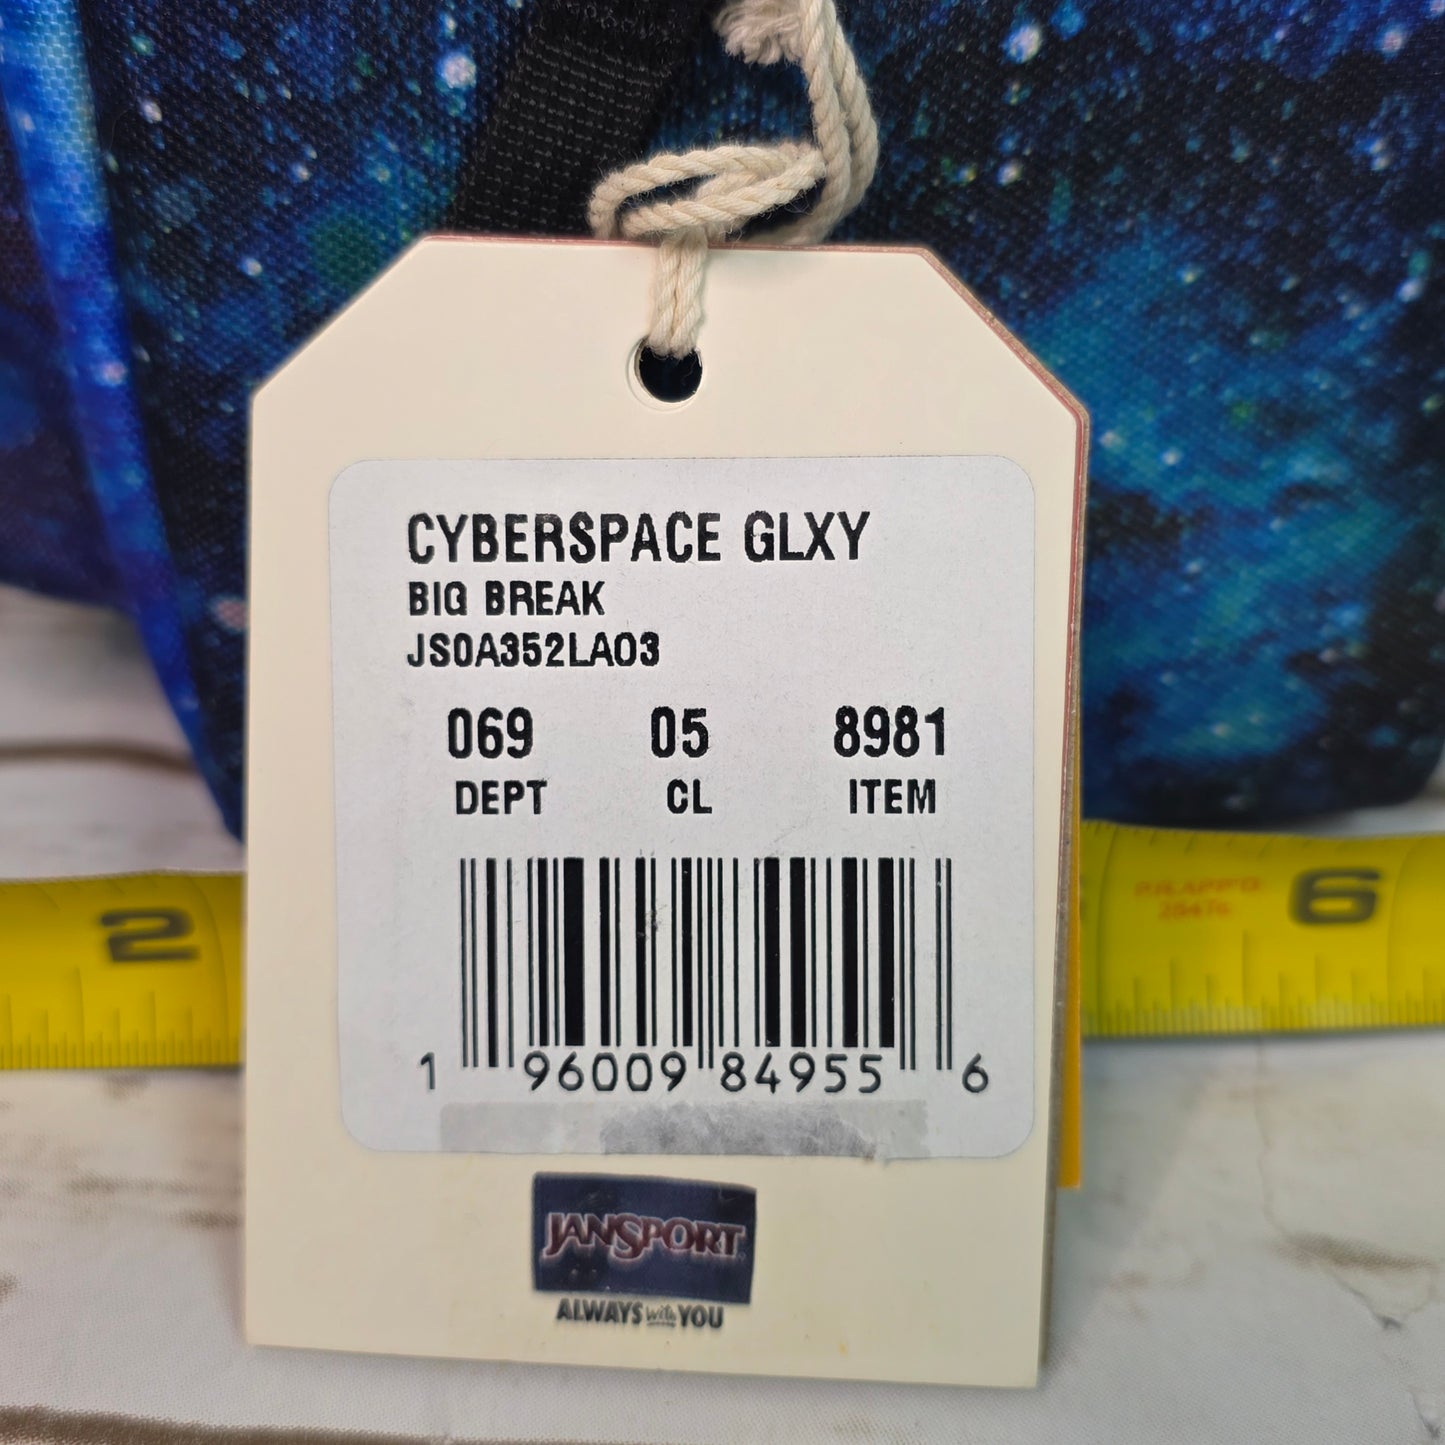 CYBERSPACE GLXY
BIG BREAK
JS0A352LA03
069 05 8981
DEPT CL ITEM
1 96009 84955 6
JANSPORT
ALWAYS with YOU
2
6